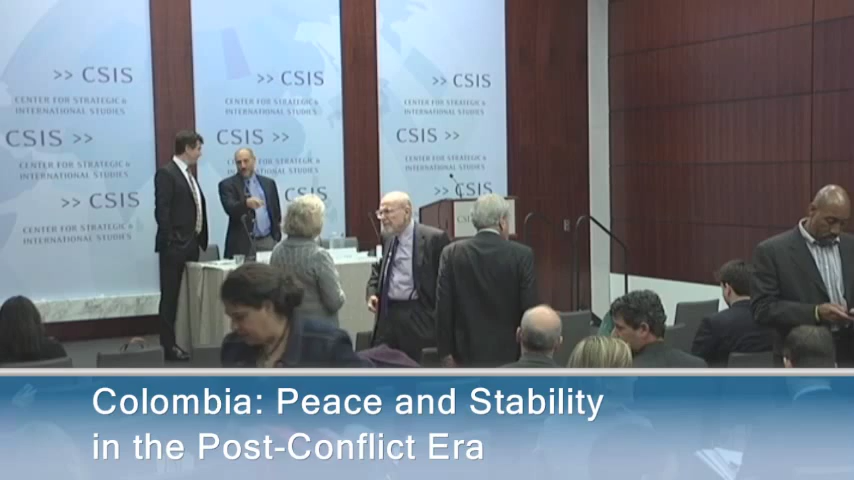 >> CSIS
CENTER FOR STRATEGIC &
INTERNATIONAL STUDIES
CSIS >>
CENTER FOR STRATEGIC &
INTERNATIONAL STUDIES
>> CSIS
CENTER FOR STRATEGIC &
INTERNATIONAL STUDIES
>> CSIS
CENTER FOR STRATEGIC &
INTERNATIONAL STUDIES
CSIS >>
CENTER FOR STRATEGIC &
INTERNATIONAL STUDIES
CSIS
>> CSIS
CENTER FOR STRATEGIC &
INTERNATIONAL STUDIES
CSIS >>
CENTER FOR STRATEGIC &
INTERNATIONAL STUDIES
>> CSIS
Colombia: Peace and Stability
in the Post-Conflict Era